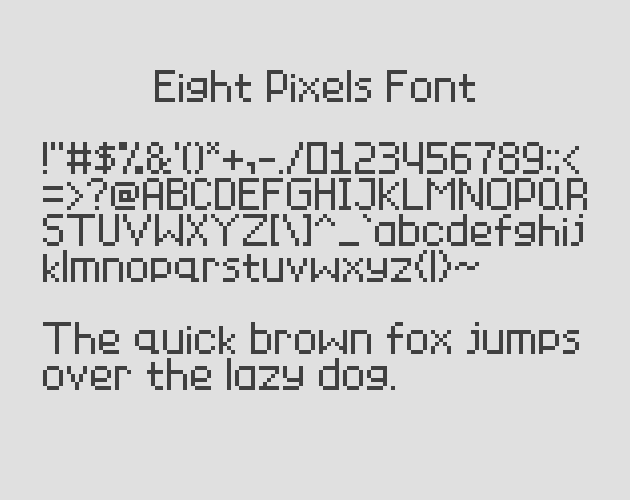 Eight Pixels Font
!"#$%&'()*+,-./0123456789:;<
=>?@ABCDEFGHIJKLMNOPQR
STUVWXYZ[\]^_`abcdefghij
klmnopqrstuvwxyz{|}~
The quick brown fox jumps
over the lazy dog.